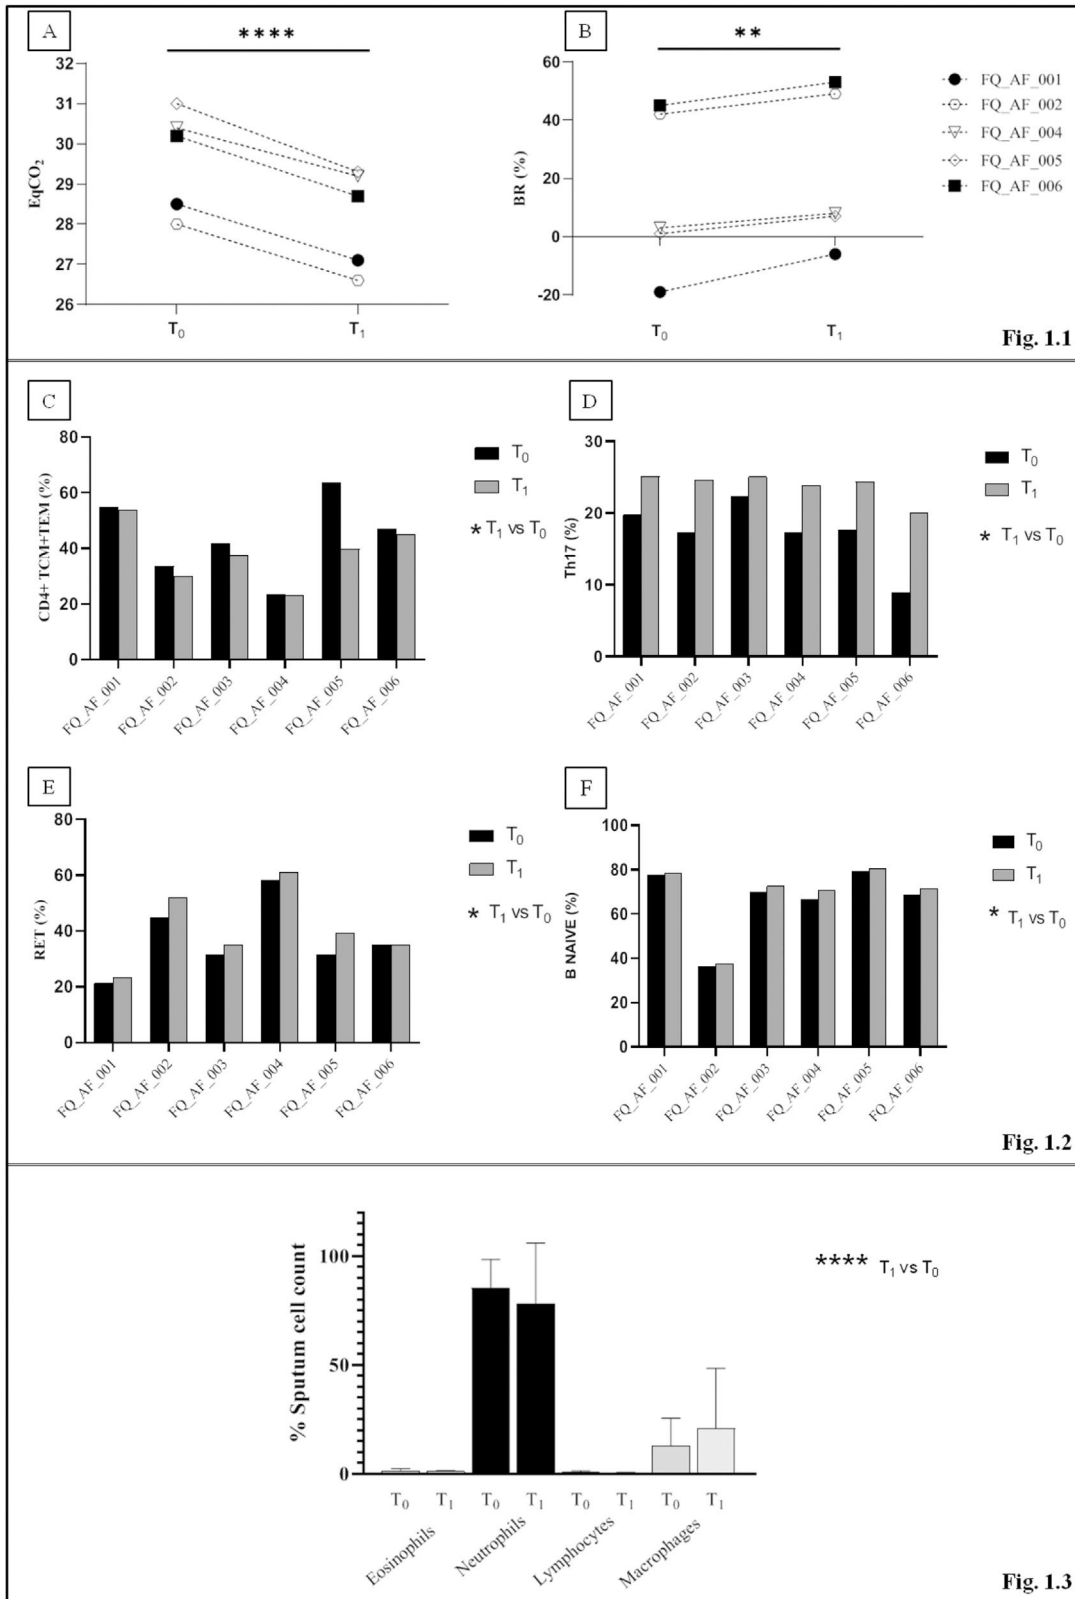 A
****
32
31
30
29
28
27
26
EqCO₂
T₀
T₁
B
**
60
40
20
0
-20
BR (%)
T₀
T₁
FQ_AF_001
FQ_AF_002
FQ_AF_004
FQ_AF_005
FQ_AF_006
Fig. 1.1
C
80
60
40
20
0
CD4+ TCM+TEM (%)
FQ_AF_001
FQ_AF_002
FQ_AF_003
FQ_AF_004
FQ_AF_005
FQ_AF_006
T₀
T₁
* T₁ vs T₀
D
30
20
10
0
Th17 (%)
FQ_AF_001
FQ_AF_002
FQ_AF_003
FQ_AF_004
FQ_AF_005
FQ_AF_006
T₀
T₁
* T₁ vs T₀
E
80
60
40
20
0
RET (%)
FQ_AF_001
FQ_AF_002
FQ_AF_003
FQ_AF_004
FQ_AF_005
FQ_AF_006
T₀
T₁
* T₁ vs T₀
F
100
80
60
40
20
0
B NAIVE (%)
FQ_AF_001
FQ_AF_002
FQ_AF_003
FQ_AF_004
FQ_AF_005
FQ_AF_006
T₀
T₁
* T₁ vs T₀
Fig. 1.2
100
50
0
% Sputum cell count
T₀ T₁ T₀ T₁ T₀ T₁ T₀ T₁
Eosinophils
Neutrophils
Lymphocytes
Macrophages
**** T₁ vs T₀
Fig. 1.3